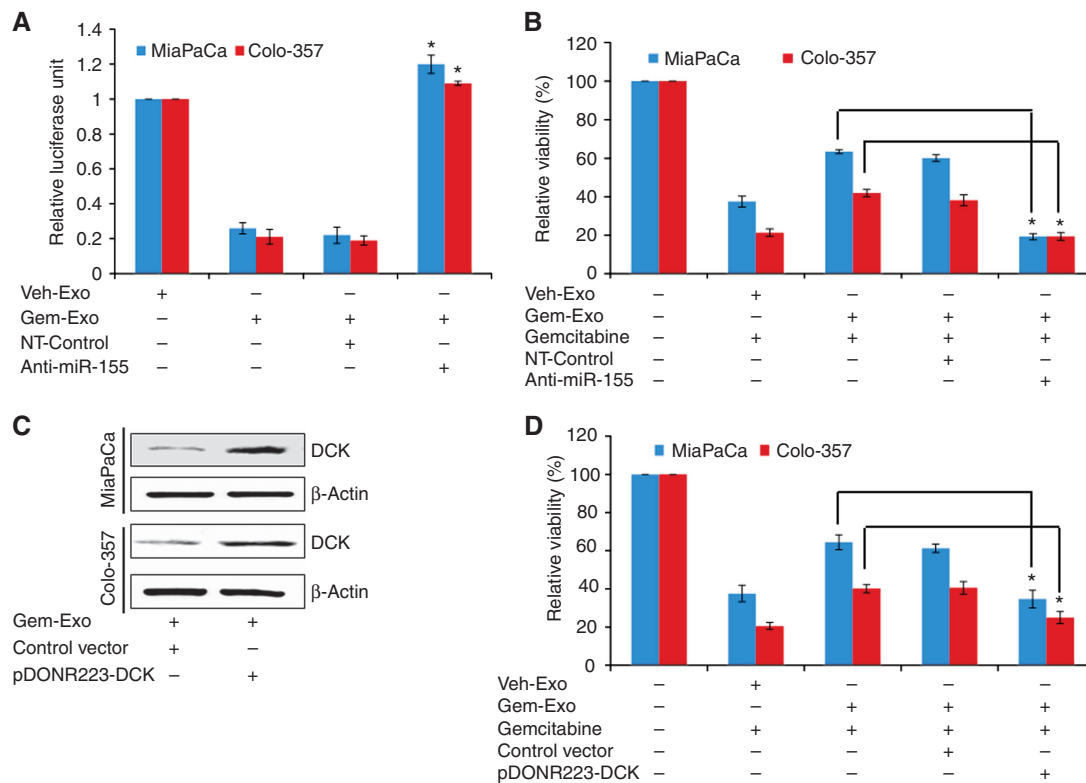 A
Relative luciferase unit
1.4
1.2
1
0.8
0.6
0.4
0.2
0
MiaPaCa Colo-357
* *
Veh-Exo + – – –
Gem-Exo – + + +
NT-Control – – + –
Anti-miR-155 – – – +
B
Relative viability (%)
120
100
80
60
40
20
0
MiaPaCa Colo-357
* *
Veh-Exo – + – – –
Gem-Exo – – + + +
Gemcitabine – + + + +
NT-Control – – – + –
Anti-miR-155 – – – – +
C
MiaPaCa
DCK
β-Actin
Colo-357
DCK
β-Actin
Gem-Exo + +
Control vector + –
pDONR223-DCK – +
D
Relative viability (%)
120
100
80
60
40
20
0
MiaPaCa Colo-357
* *
Veh-Exo – + – – –
Gem-Exo – – + + +
Gemcitabine – + + + +
Control vector – – – + –
pDONR223-DCK – – – – +